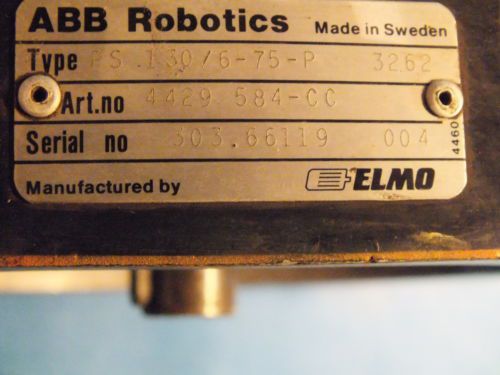 ABB Robotics Made in Sweden
Type PS 130/6-75-P 3262
Art.no 4429 584-CC
Serial no 303.66119 004
4460
Manufactured by ELMO